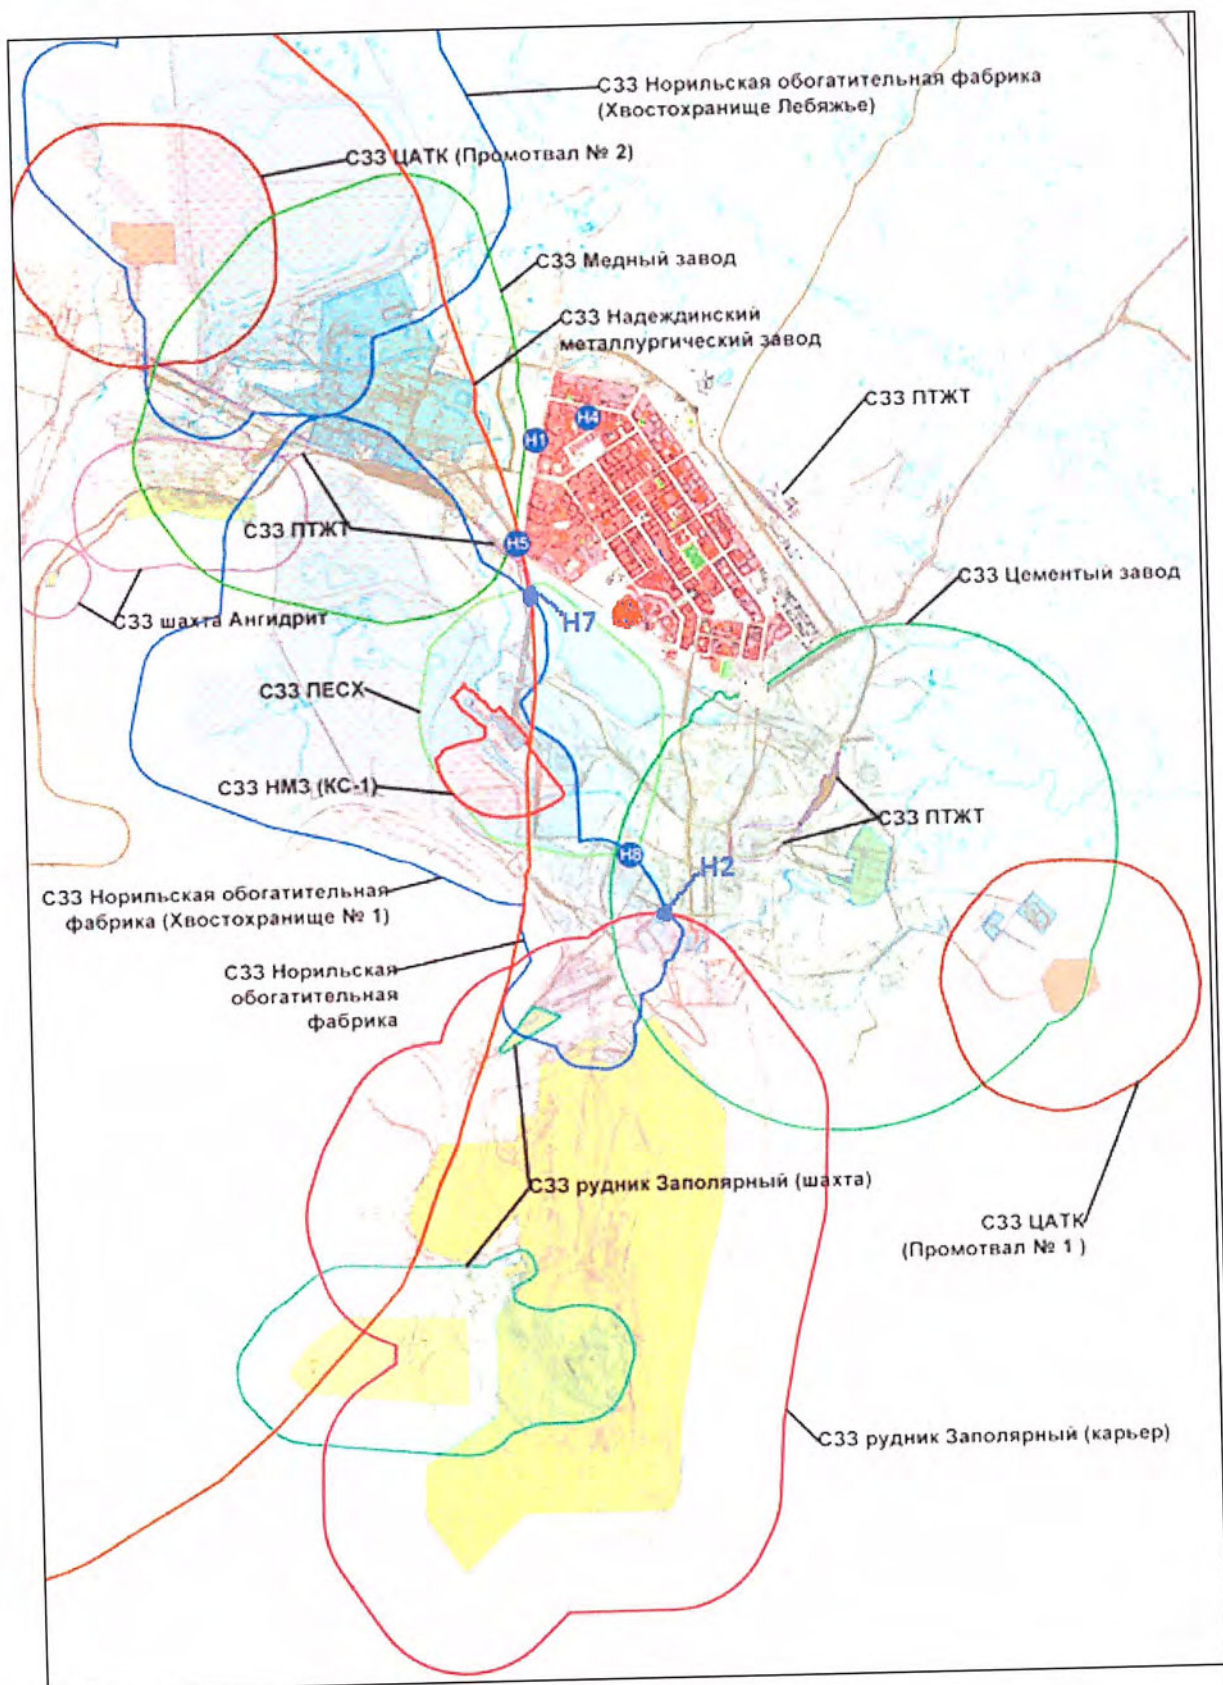 СЗЗ Норильская обогатительная фабрика
(Хвостохранище Лебяжье)
СЗЗ ЦАТК (Промотвал № 2)
СЗЗ Медный завод
СЗЗ Надеждинский
металлургический завод
СЗЗ ПТЖТ
Н4
Н1
СЗЗ ПТЖТ
Н5
СЗЗ Цементый завод
СЗЗ шахта Ангидрит
Н7
СЗЗ ПЕСХ
СЗЗ НМЗ (КС-1)
СЗЗ ПТЖТ
Н8
Н2
СЗЗ Норильская обогатительная
фабрика (Хвостохранище № 1)
СЗЗ Норильская
обогатительная
фабрика
СЗЗ рудник Заполярный (шахта)
СЗЗ ЦАТК
(Промотвал № 1 )
СЗЗ рудник Заполярный (карьер)